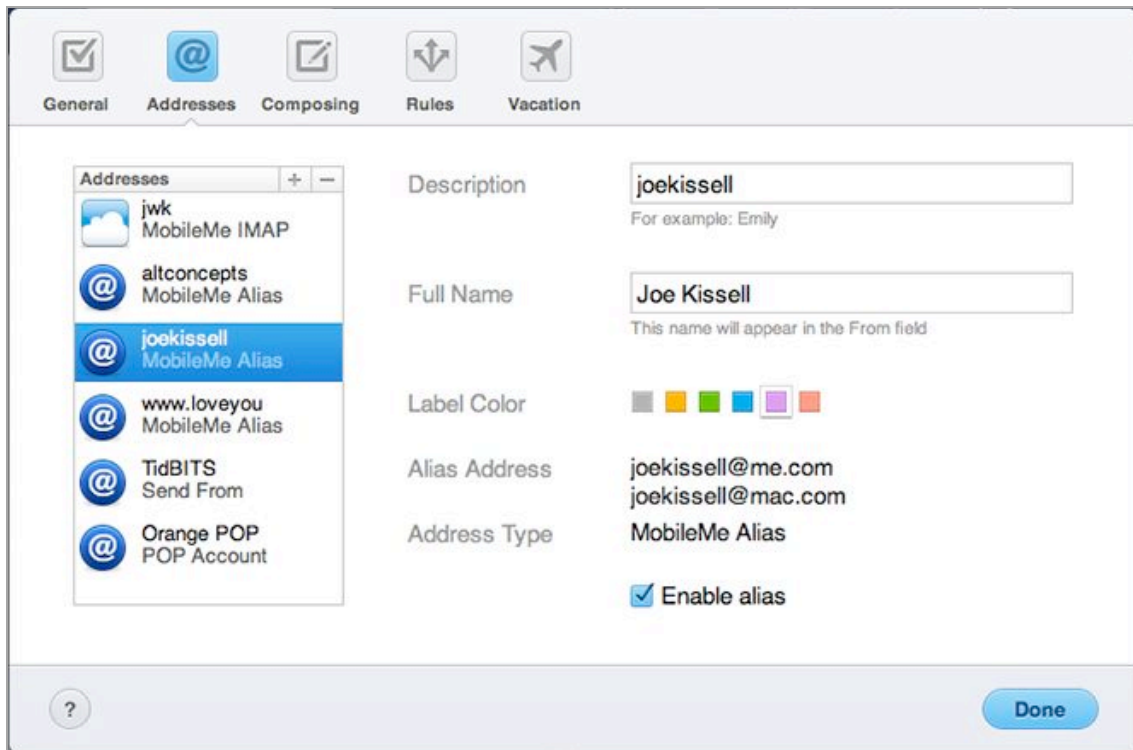 General Addresses Composing Rules Vacation
Addresses + −
jwk
MobileMe IMAP
altconcepts
MobileMe Alias
joekissell
MobileMe Alias
www.loveyou
MobileMe Alias
TidBITS
Send From
Orange POP
POP Account
Description joekissell
For example: Emily
Full Name Joe Kissell
This name will appear in the From field
Label Color
Alias Address joekissell@me.com
joekissell@mac.com
Address Type MobileMe Alias
Enable alias
? Done